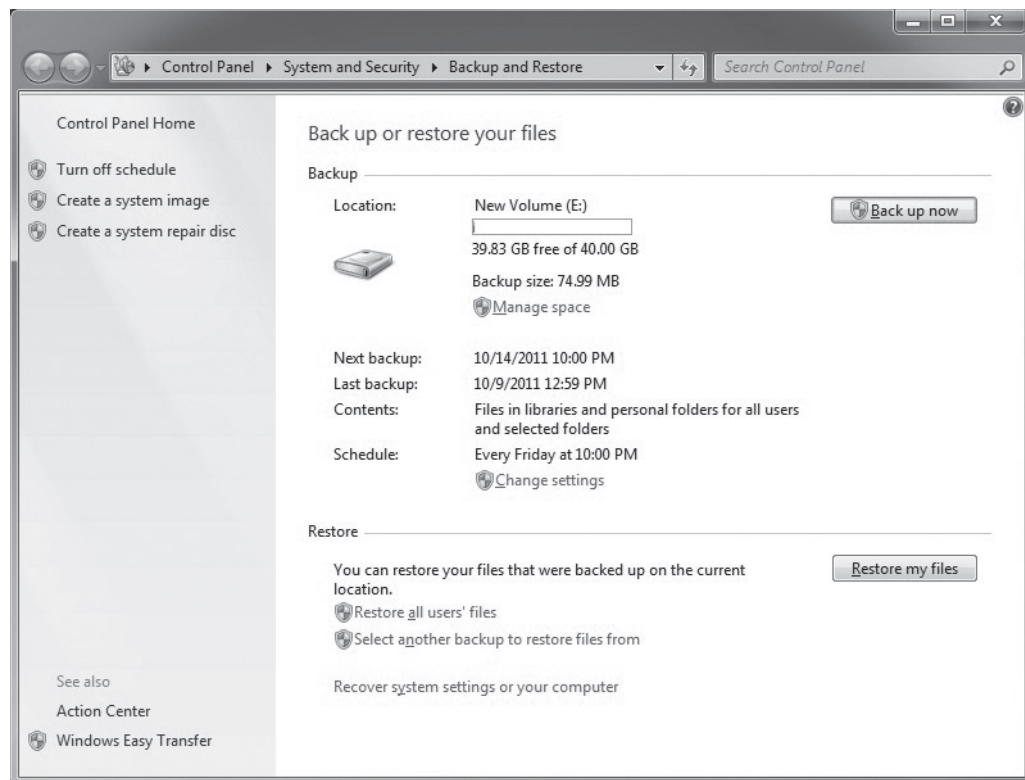 Control Panel ▸ System and Security ▸ Backup and Restore
Search Control Panel
Control Panel Home
Turn off schedule
Create a system image
Create a system repair disc
See also
Action Center
Windows Easy Transfer
Back up or restore your files
Backup
Location:
New Volume (E:)
39.83 GB free of 40.00 GB
Backup size: 74.99 MB
Manage space
Back up now
Next backup: 10/14/2011 10:00 PM
Last backup: 10/9/2011 12:59 PM
Contents: Files in libraries and personal folders for all users
and selected folders
Schedule: Every Friday at 10:00 PM
Change settings
Restore
You can restore your files that were backed up on the current
location.
Restore my files
Restore all users' files
Select another backup to restore files from
Recover system settings or your computer